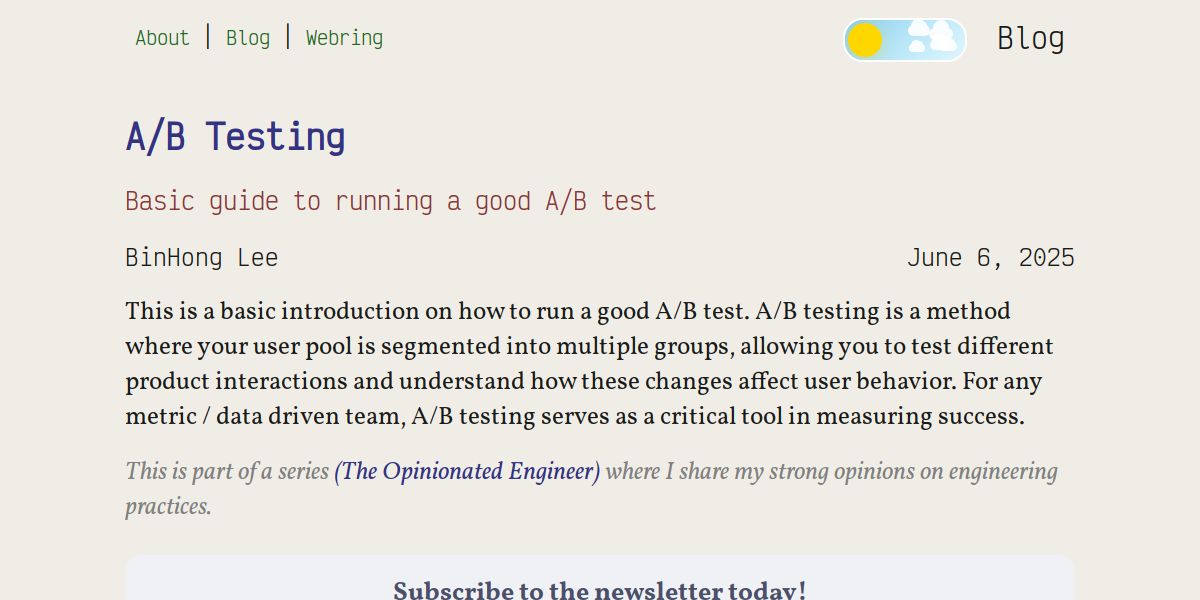 About | Blog | Webring
Blog
A/B Testing
Basic guide to running a good A/B test
BinHong Lee
June 6, 2025
This is a basic introduction on how to run a good A/B test. A/B testing is a method
where your user pool is segmented into multiple groups, allowing you to test different
product interactions and understand how these changes affect user behavior. For any
metric / data driven team, A/B testing serves as a critical tool in measuring success.
This is part of a series (The Opinionated Engineer) where I share my strong opinions on engineering
practices.
Subscribe to the newsletter today!